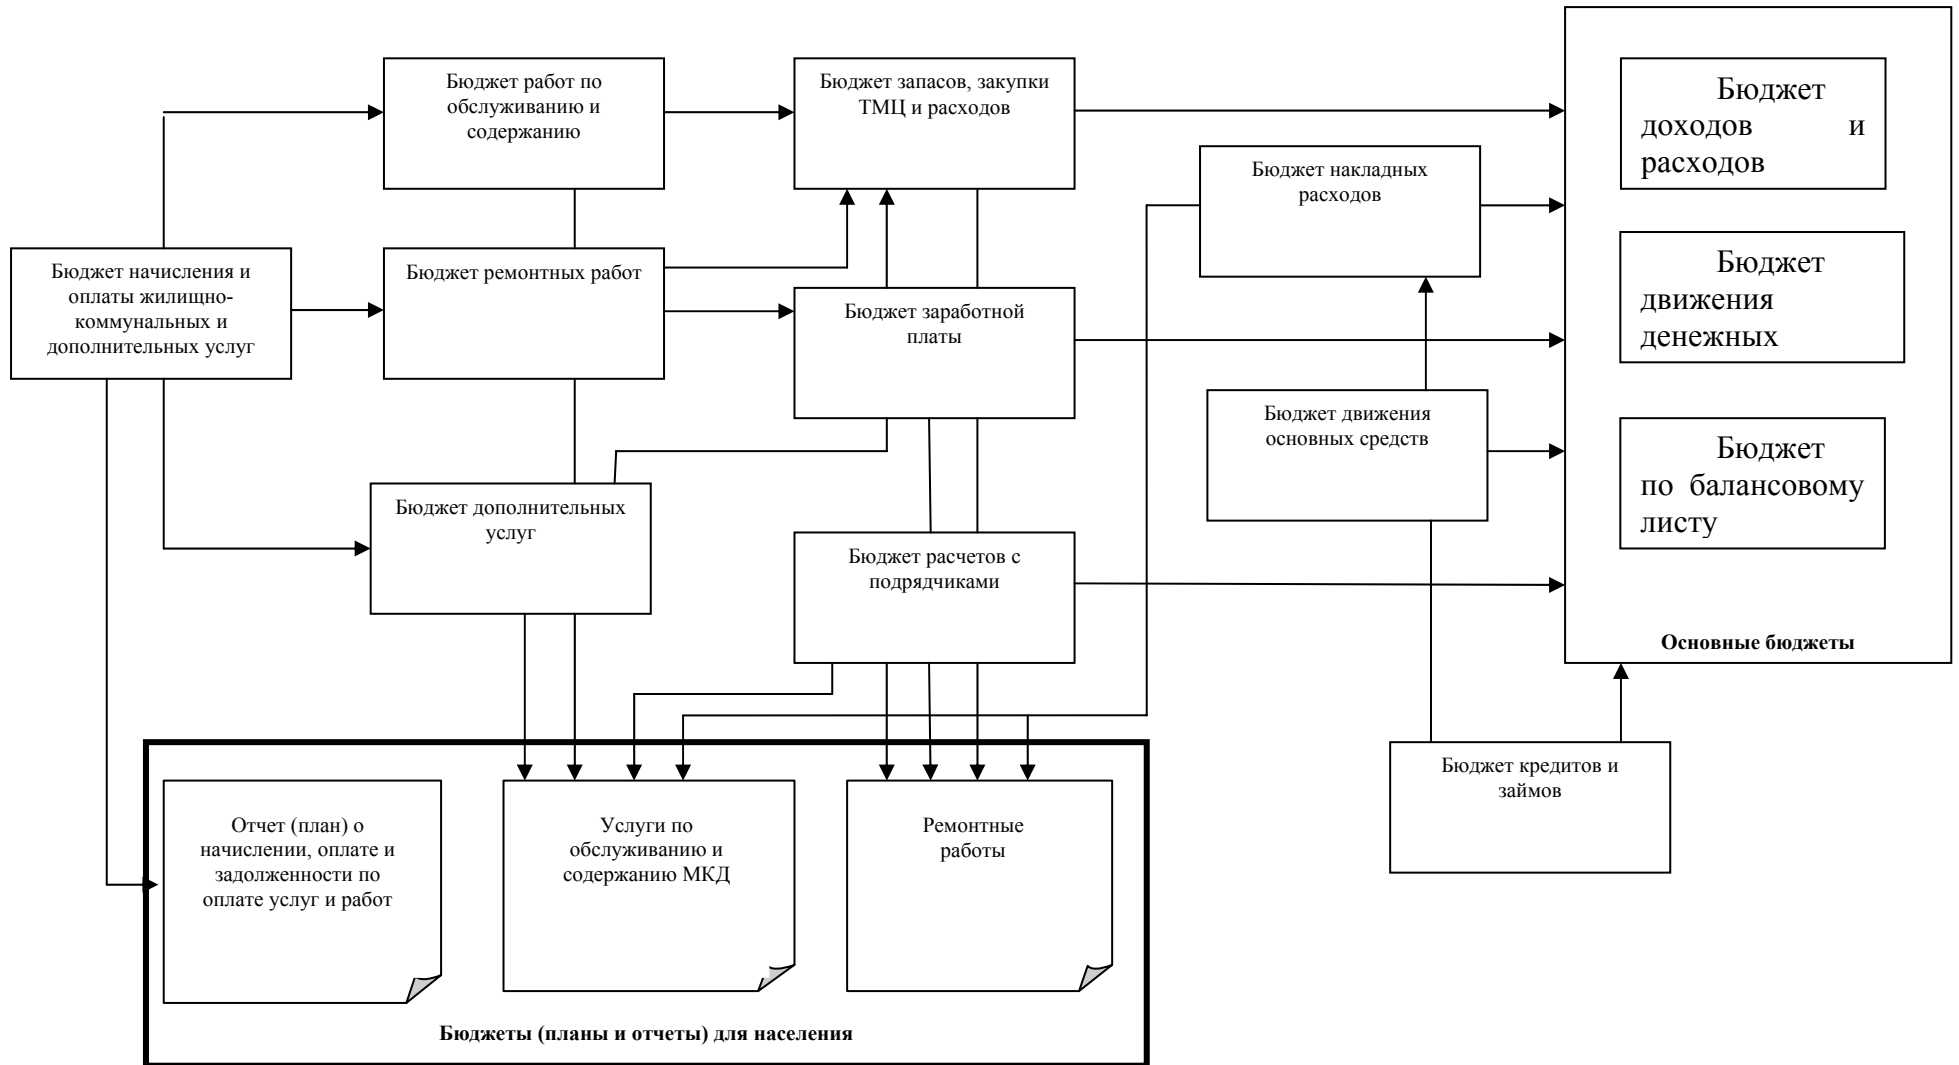 Бюджет работ по
обслуживанию и
содержанию
Бюджет запасов, закупки
ТМЦ и расходов
Бюджет
доходов и
расходов
Бюджет накладных
расходов
Бюджет начисления и
оплаты жилищно-
коммунальных и
дополнительных услуг
Бюджет ремонтных работ
Бюджет заработной
платы
Бюджет
движения
денежных
Бюджет движения
основных средств
Бюджет
по балансовому
листу
Бюджет дополнительных
услуг
Бюджет расчетов с
подрядчиками
Основные бюджеты
Бюджет кредитов и
займов
Отчет (план) о
начислении, оплате и
задолженности по
оплате услуг и работ
Услуги по
обслуживанию и
содержанию МКД
Ремонтные
работы
Бюджеты (планы и отчеты) для населения